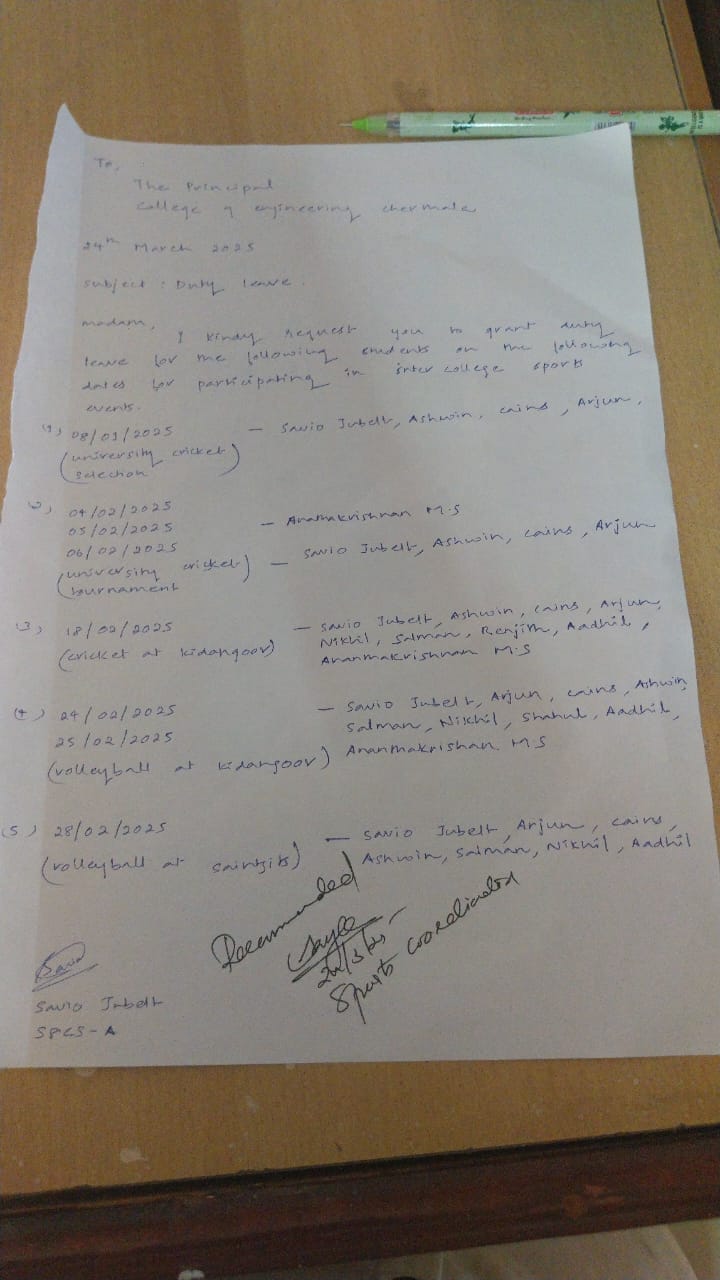 To,
The Principal
College of engineering chermala
24th March 2025
Subject : Duty leave.
madam,
I kindy request you to grant duty
leave for the following students on the following
dates for participating in inter college sports
events.
(1) 08/01/2025 — Savio Jubelt, Ashwin, cains, Arjun,
(university cricket
selection)
(2) 04/02/2025
05/02/2025 — Ananthakrishnan M.S
06/02/2025
(university cricket — Savio Jubelt, Ashwin, cains, Arjun
tournament)
(3) 18/02/2025 — Savio Jubelt, Ashwin, cains, Arjun,
Nikhil, Salman, Renjith, Aadhil,
(cricket at kidangoor) Ananthakrishnan M.S
(4) 24/02/2025 — Savio Jubelt, Arjun, cains, Ashwin,
25/02/2025 Salman, Nikhil, Shahul, Aadhil,
(volleyball at kidangoor) Ananthakrishan M.S
(5) 28/02/2025 — Savio Jubelt, Arjun, cains,
(volleyball at saintgits) Ashwin, Salman, Nikhil, Aadhil
Recommended
24/3/25
Sports coordinator
Savio Jubelt